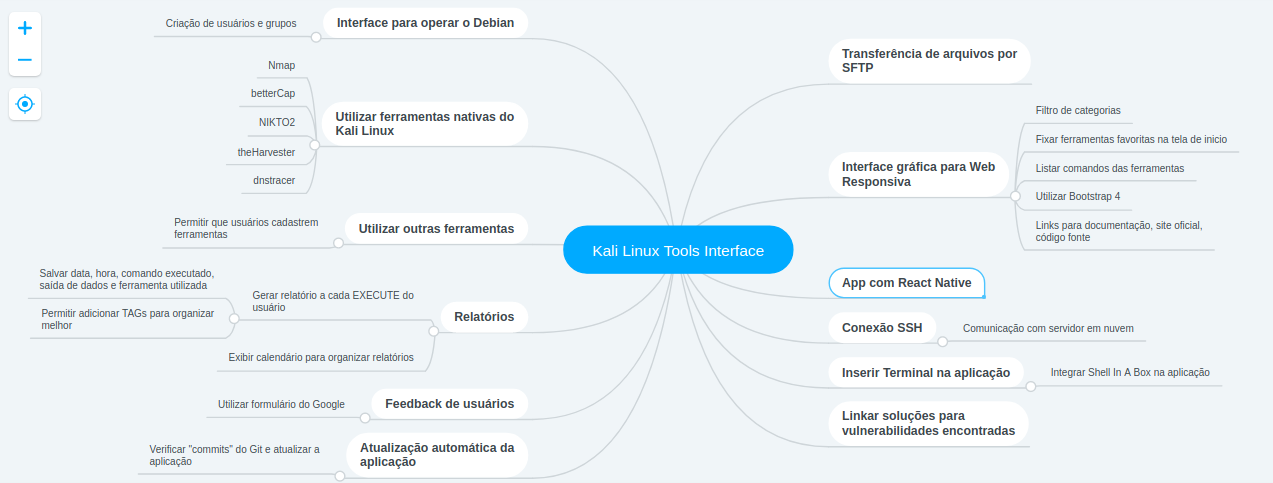 Kali Linux Tools Interface
Interface para operar o Debian
Criação de usuários e grupos
Utilizar ferramentas nativas do
Kali Linux
Nmap
betterCap
NIKTO2
theHarvester
dnstracer
Utilizar outras ferramentas
Permitir que usuários cadastrem
ferramentas
Relatórios
Gerar relatório a cada EXECUTE do
usuário
Salvar data, hora, comando executado,
saída de dados e ferramenta utilizada
Permitir adicionar TAGs para organizar
melhor
Exibir calendário para organizar relatórios
Feedback de usuários
Utilizar formulário do Google
Atualização automática da
aplicação
Verificar "commits" do Git e atualizar a
aplicação
Transferência de arquivos por
SFTP
Interface gráfica para Web
Responsiva
Filtro de categorias
Fixar ferramentas favoritas na tela de inicio
Listar comandos das ferramentas
Utilizar Bootstrap 4
Links para documentação, site oficial,
código fonte
App com React Native
Conexão SSH
Comunicação com servidor em nuvem
Inserir Terminal na aplicação
Integrar Shell In A Box na aplicação
Linkar soluções para
vulnerabilidades encontradas